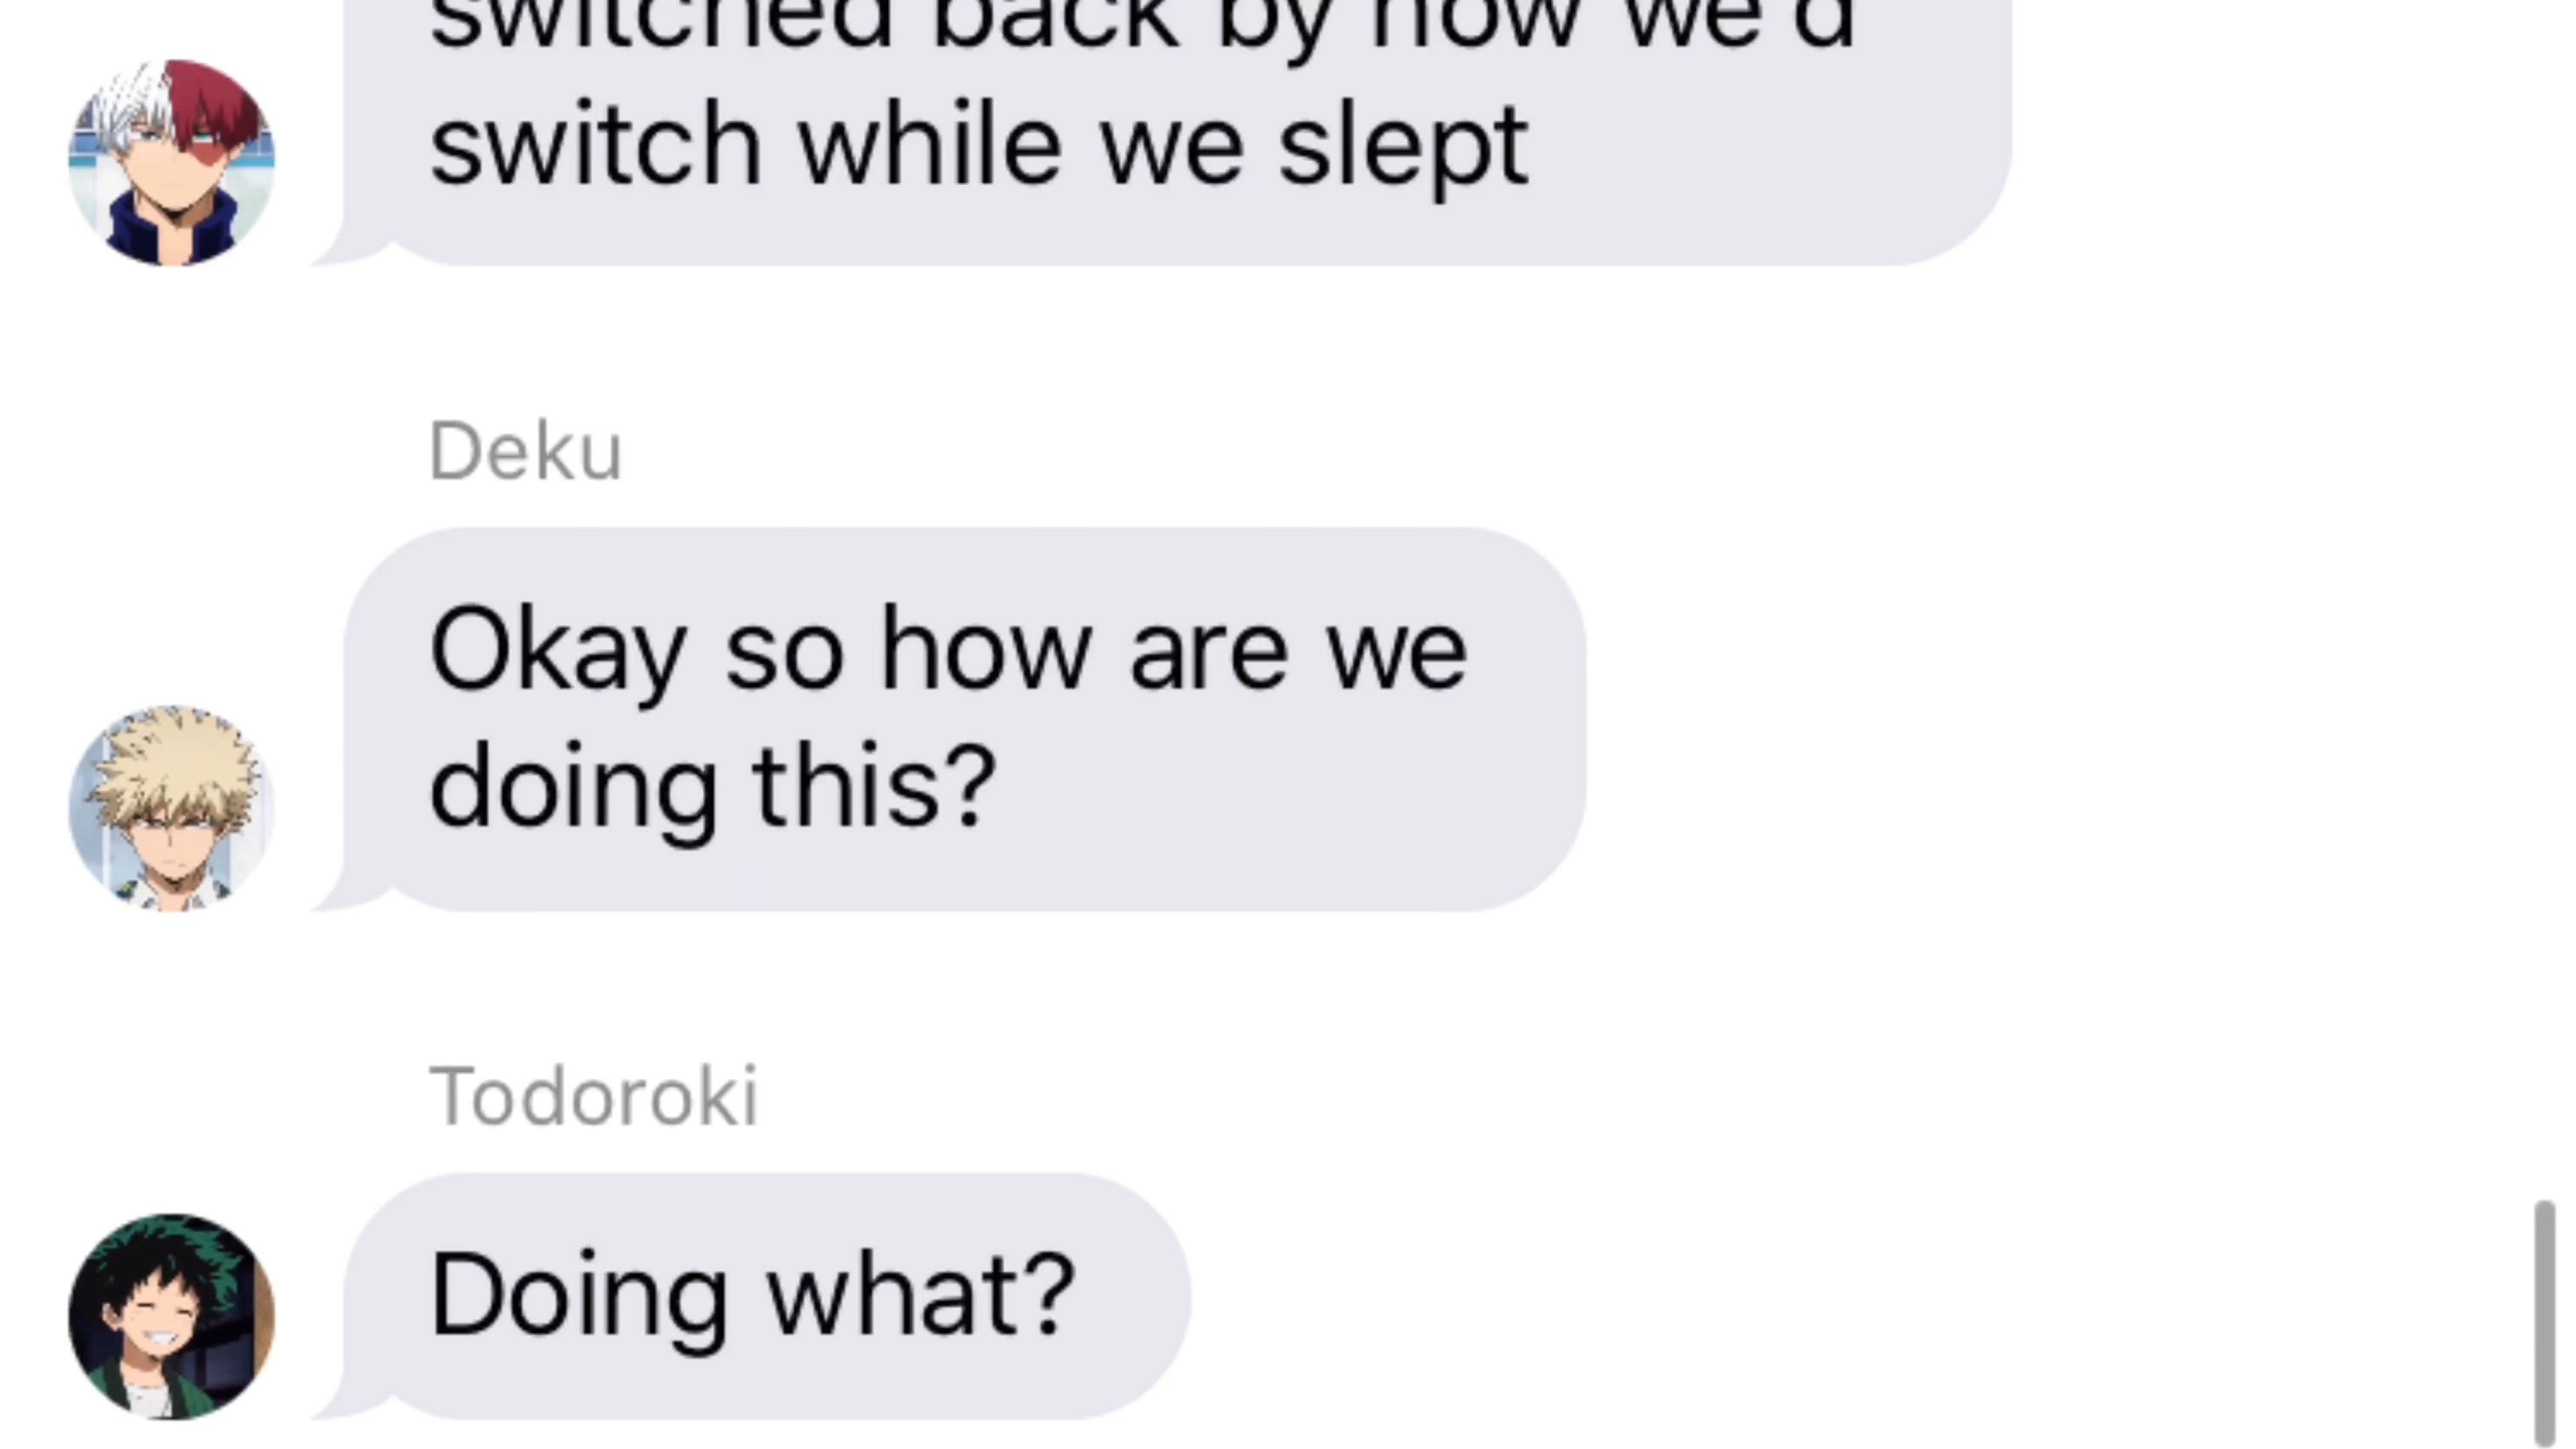 switched back by now we'd
switch while we slept
Deku
Okay so how are we
doing this?
Todoroki
Doing what?